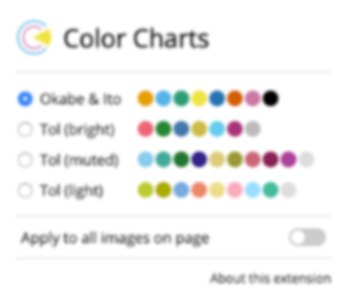 Color Charts
Okabe & Ito
Tol (bright)
Tol (muted)
Tol (light)
Apply to all images on page
About this extension